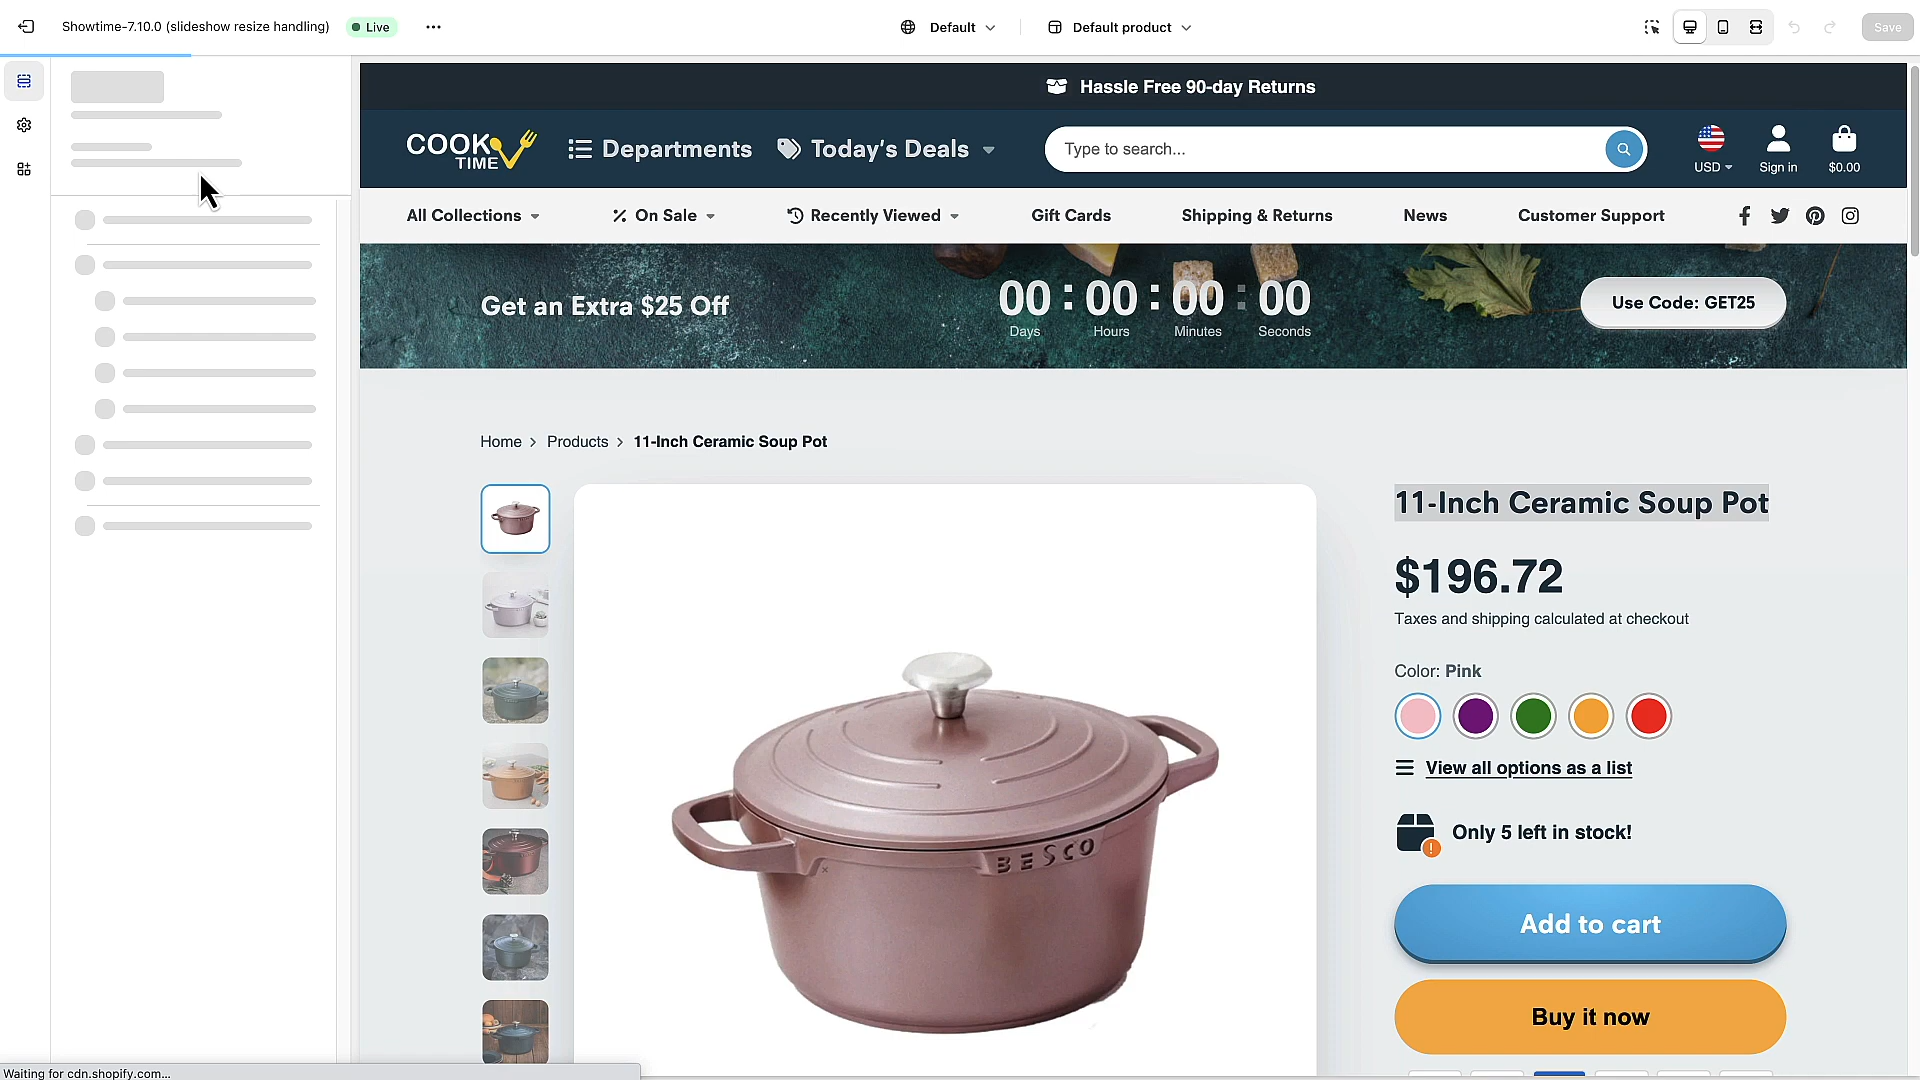 Showtime-7.10.0 (slideshow resize handling)
Live
Default
Default product
Save
Hassle Free 90-day Returns
COOK
TIME
Departments
Today's Deals
Type to search...
USD
Sign in
$0.00
All Collections
On Sale
Recently Viewed
Gift Cards
Shipping & Returns
News
Customer Support
Get an Extra $25 Off
00 : 00 : 00 : 00
Days Hours Minutes Seconds
Use Code: GET25
Home > Products > 11-Inch Ceramic Soup Pot
11-Inch Ceramic Soup Pot
$196.72
Taxes and shipping calculated at checkout
Color: Pink
View all options as a list
BESCO
Only 5 left in stock!
Add to cart
Buy it now
Waiting for cdn.shopify.com...